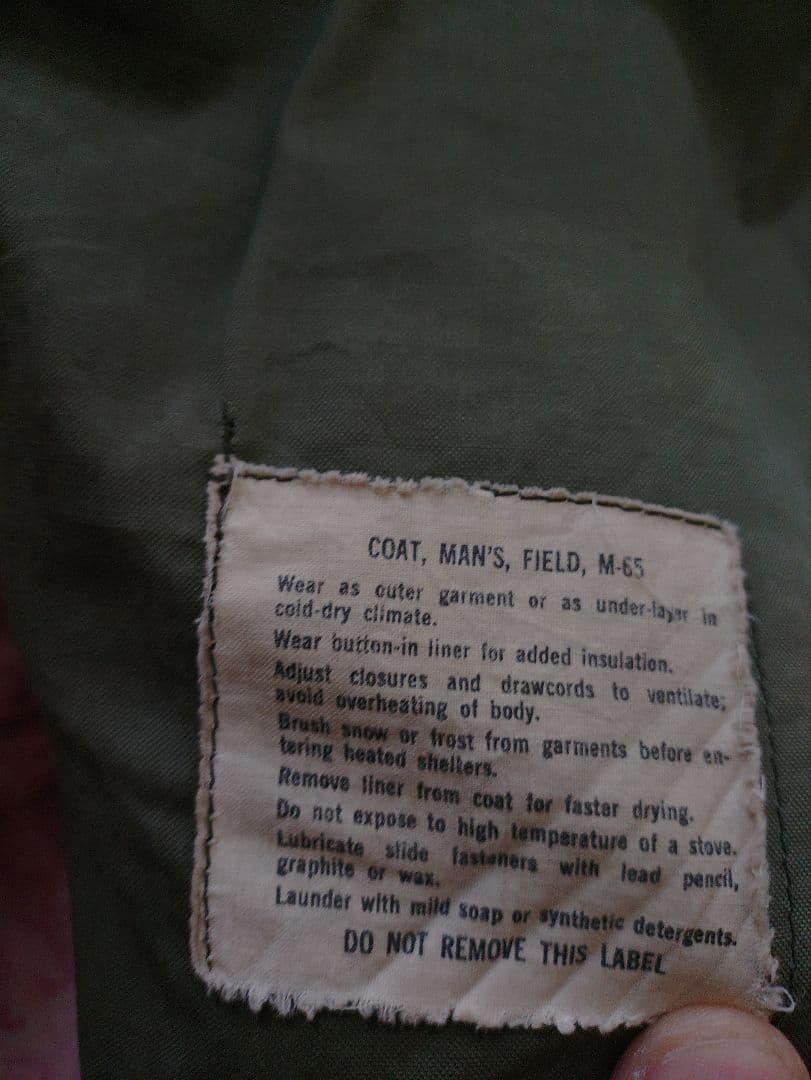 COAT, MAN'S, FIELD, M-65
Wear as outer garment or as under-layer in
cold-dry climate.
Wear button-in liner for added insulation.
Adjust closures and drawcords to ventilate;
avoid overheating of body.
Brush snow or frost from garments before en-
tering heated shelters.
Remove liner from coat for faster drying.
Do not expose to high temperature of a stove.
Lubricate slide fasteners with lead pencil,
graphite or wax.
Launder with mild soap or synthetic detergents.
DO NOT REMOVE THIS LABEL